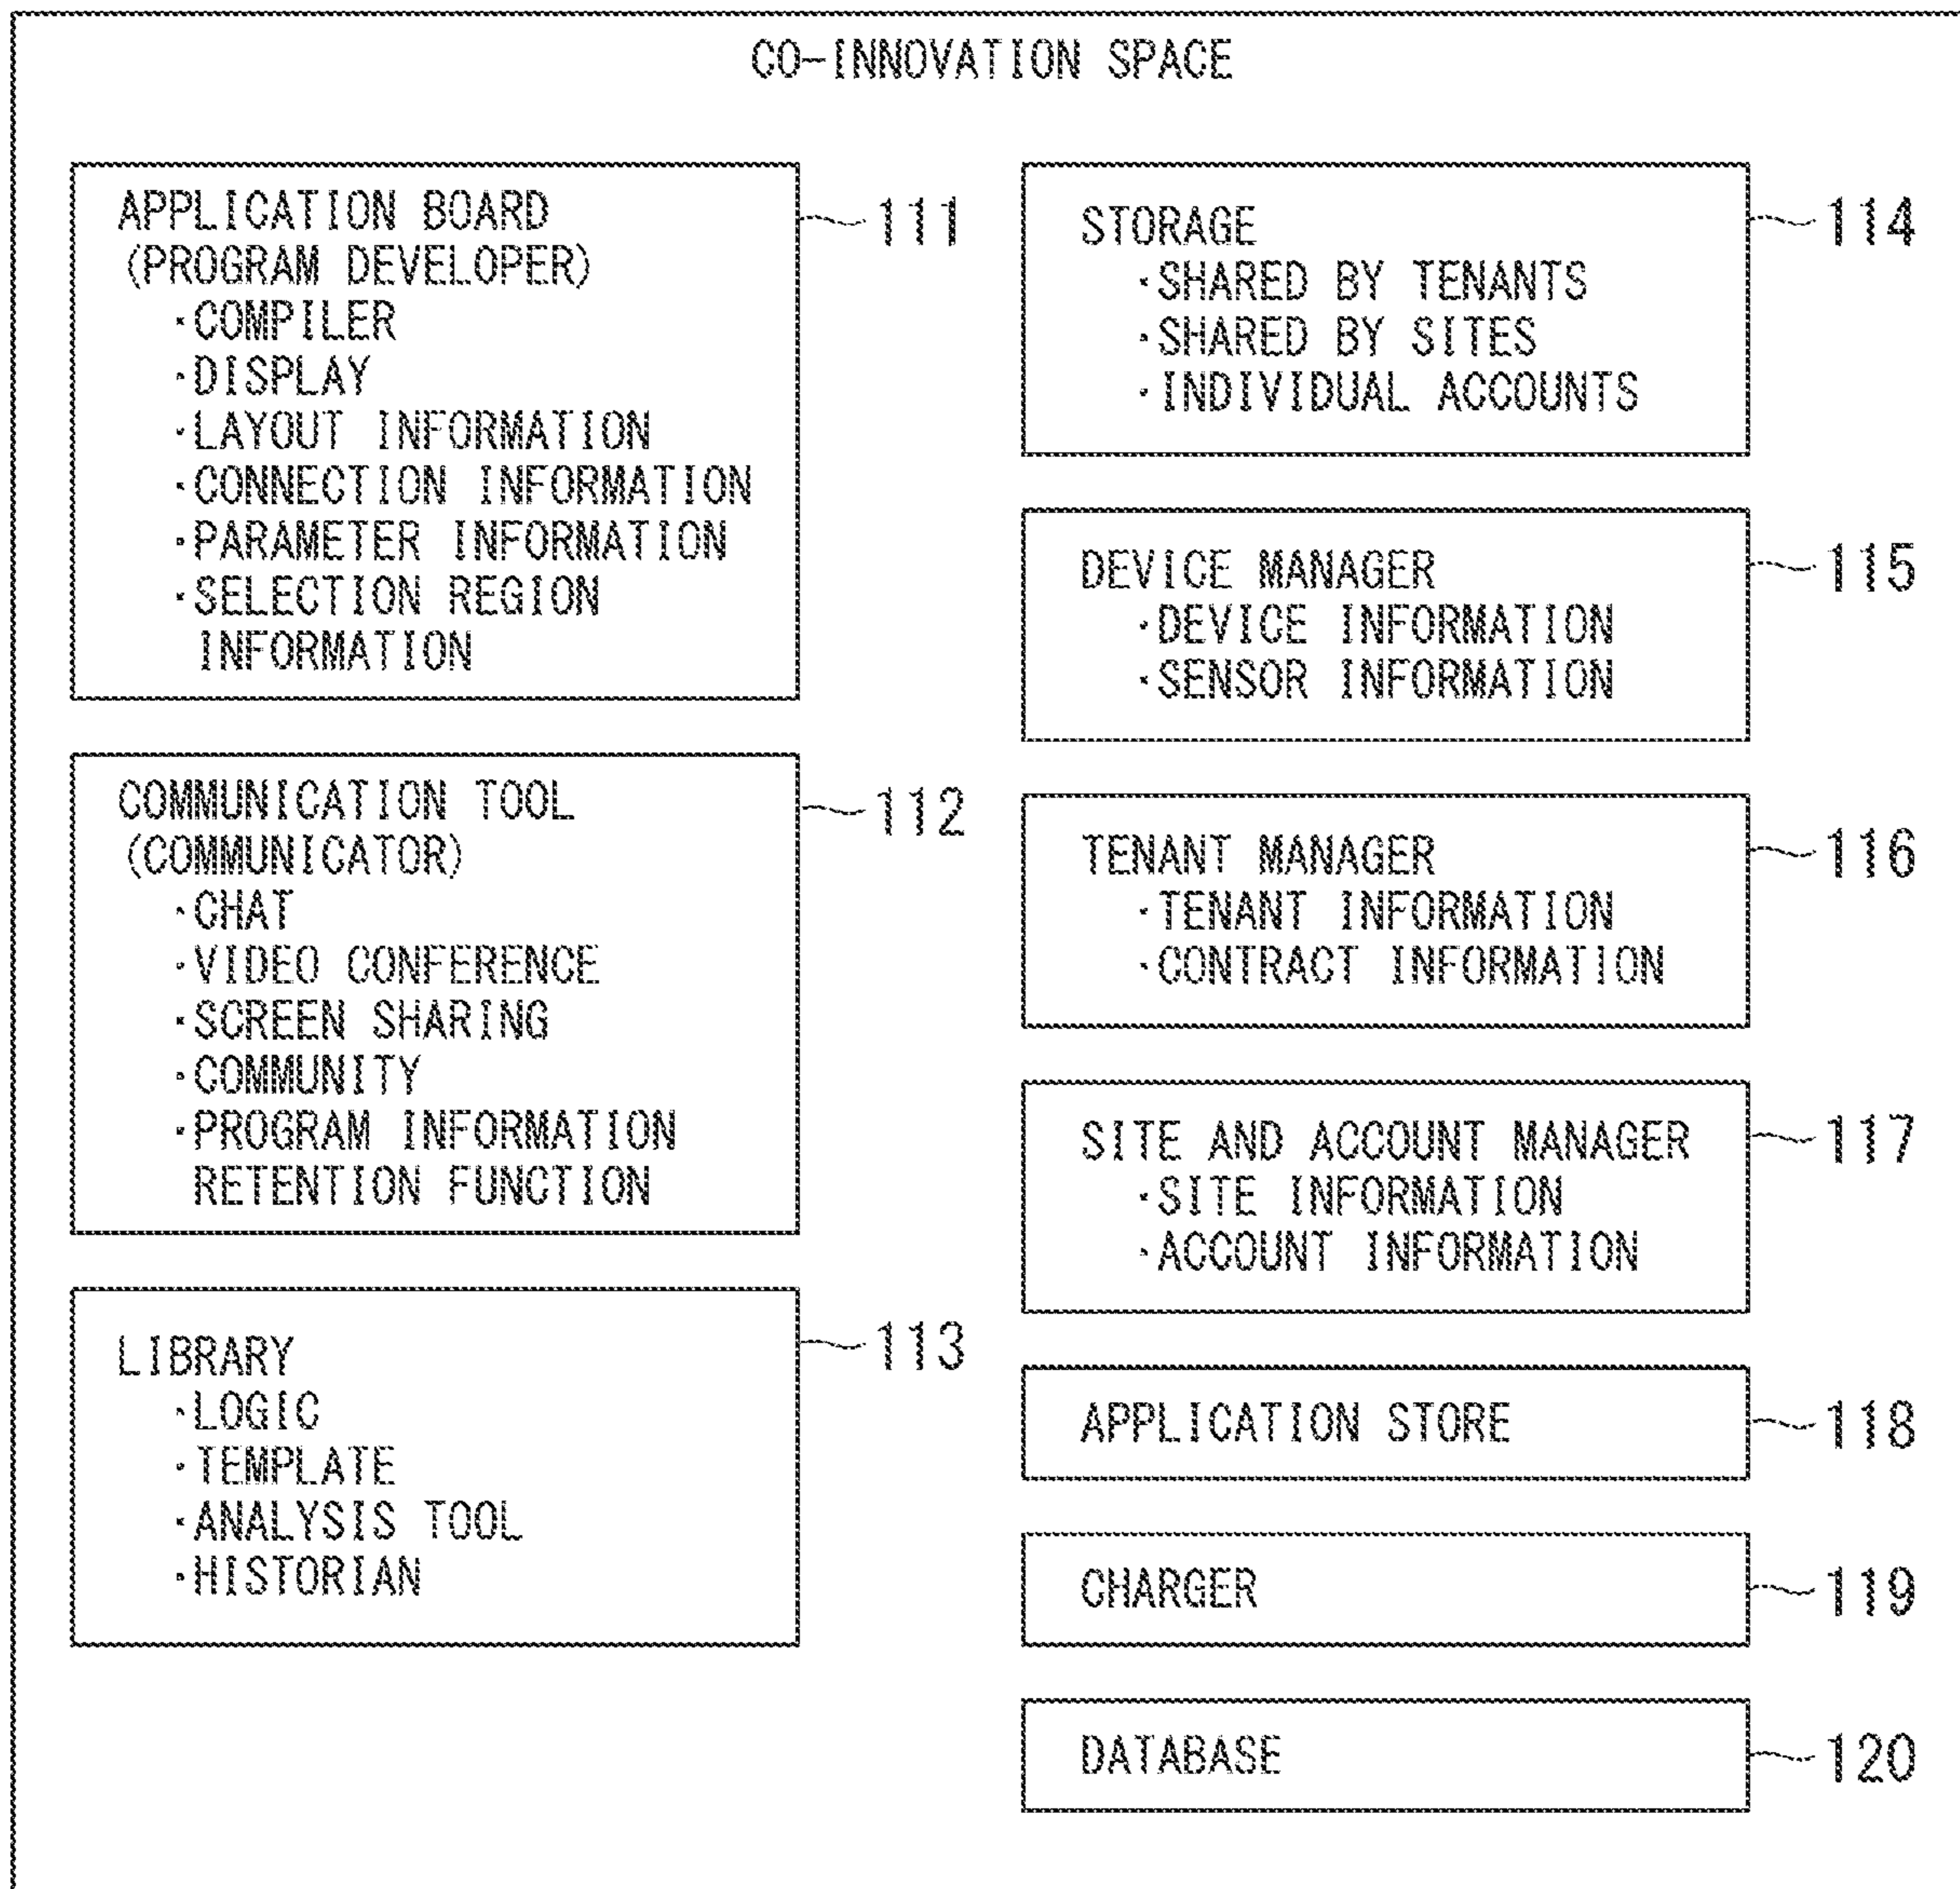 CO-INNOVATION SPACE
APPLICATION BOARD
(PROGRAM DEVELOPER)
·COMPILER
·DISPLAY
·LAYOUT INFORMATION
·CONNECTION INFORMATION
·PARAMETER INFORMATION
·SELECTION REGION
INFORMATION
111
COMMUNICATION TOOL
(COMMUNICATOR)
·CHAT
·VIDEO CONFERENCE
·SCREEN SHARING
·COMMUNITY
·PROGRAM INFORMATION
RETENTION FUNCTION
112
LIBRARY
·LOGIC
·TEMPLATE
·ANALYSIS TOOL
·HISTORIAN
113
STORAGE
·SHARED BY TENANTS
·SHARED BY SITES
·INDIVIDUAL ACCOUNTS
114
DEVICE MANAGER
·DEVICE INFORMATION
·SENSOR INFORMATION
115
TENANT MANAGER
·TENANT INFORMATION
·CONTRACT INFORMATION
116
SITE AND ACCOUNT MANAGER
·SITE INFORMATION
·ACCOUNT INFORMATION
117
APPLICATION STORE
118
CHARGER
119
DATABASE
120